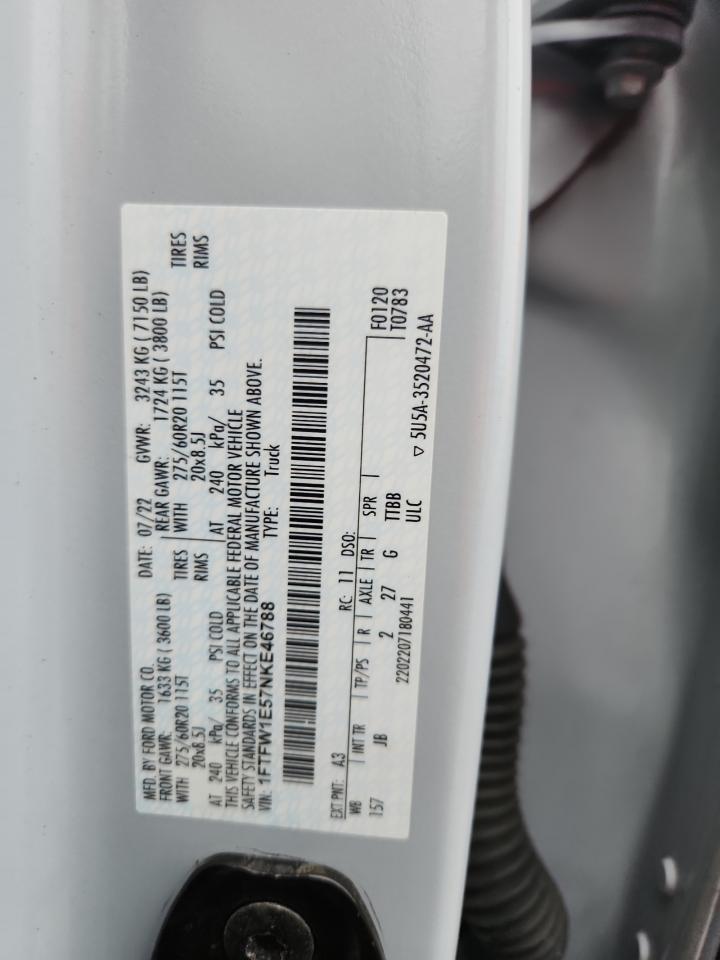 MFD. BY FORD MOTOR CO.
DATE: 07/22 GVWR: 3243 KG ( 7150 LB)
FRONT GAWR: 1633 KG ( 3600 LB) REAR GAWR: 1724 KG ( 3800 LB)
WITH 275/60R20 115T TIRES WITH 275/60R20 115T TIRES
20x8.5J RIMS 20x8.5J RIMS
AT 240 kPa/ 35 PSI COLD AT 240 kPa/ 35 PSI COLD
THIS VEHICLE CONFORMS TO ALL APPLICABLE FEDERAL MOTOR VEHICLE
SAFETY STANDARDS IN EFFECT ON THE DATE OF MANUFACTURE SHOWN ABOVE.
VIN: 1FTFW1E57NKE46788 TYPE: Truck
EXT PNT: A3 RC: 11 DSO: F0120
WB INT TR TP/PS R AXLE TR SPR T0783
157 JB 2 27 G TTBB
2202207180441 ULC ▽ 5U5A-3520472-AA